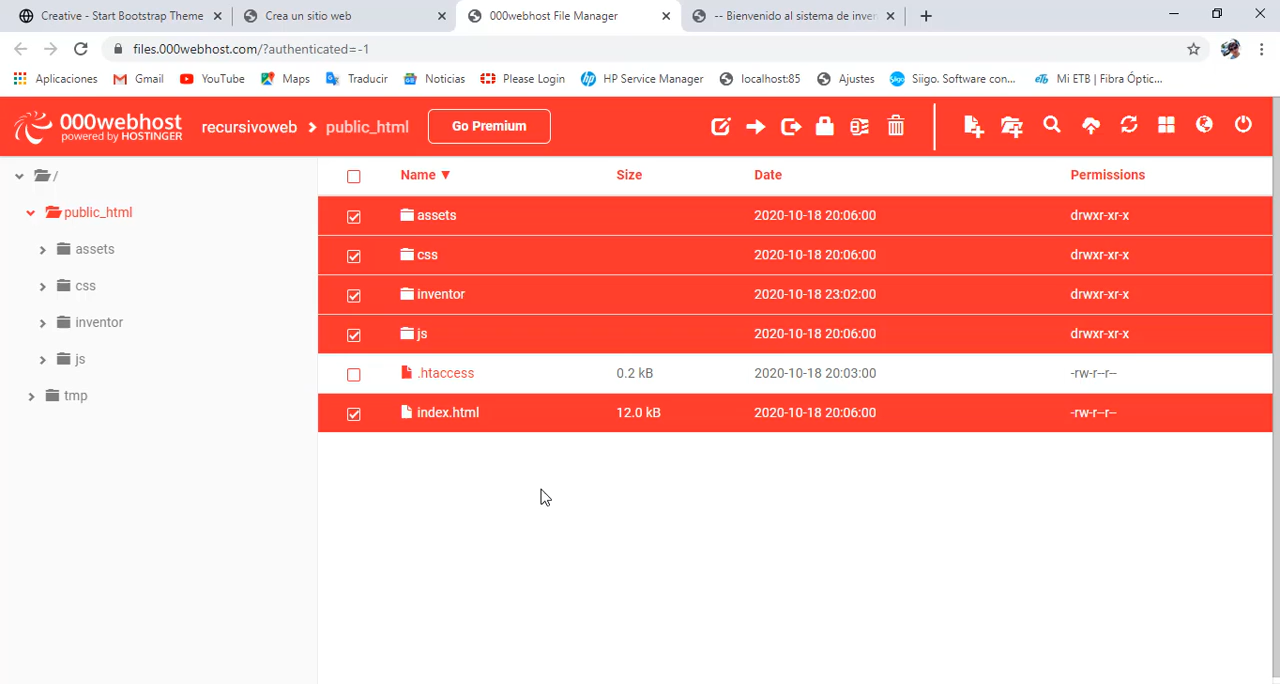 Creative - Start Bootstrap Theme
Crea un sitio web
000webhost File Manager
-- Bienvenido al sistema de inver
files.000webhost.com/?authenticated=-1
Aplicaciones
Gmail
YouTube
Maps
Traducir
Noticias
Please Login
HP Service Manager
localhost:85
Ajustes
Siigo. Software con...
Mi ETB | Fibra Óptic...
000webhost
powered by HOSTINGER
recursivoweb
public_html
Go Premium
/
public_html
assets
css
inventor
js
tmp
Name ▼ Size Date Permissions
assets 2020-10-18 20:06:00 drwxr-xr-x
css 2020-10-18 20:06:00 drwxr-xr-x
inventor 2020-10-18 23:02:00 drwxr-xr-x
js 2020-10-18 20:06:00 drwxr-xr-x
.htaccess 0.2 kB 2020-10-18 20:03:00 -rw-r--r--
index.html 12.0 kB 2020-10-18 20:06:00 -rw-r--r--